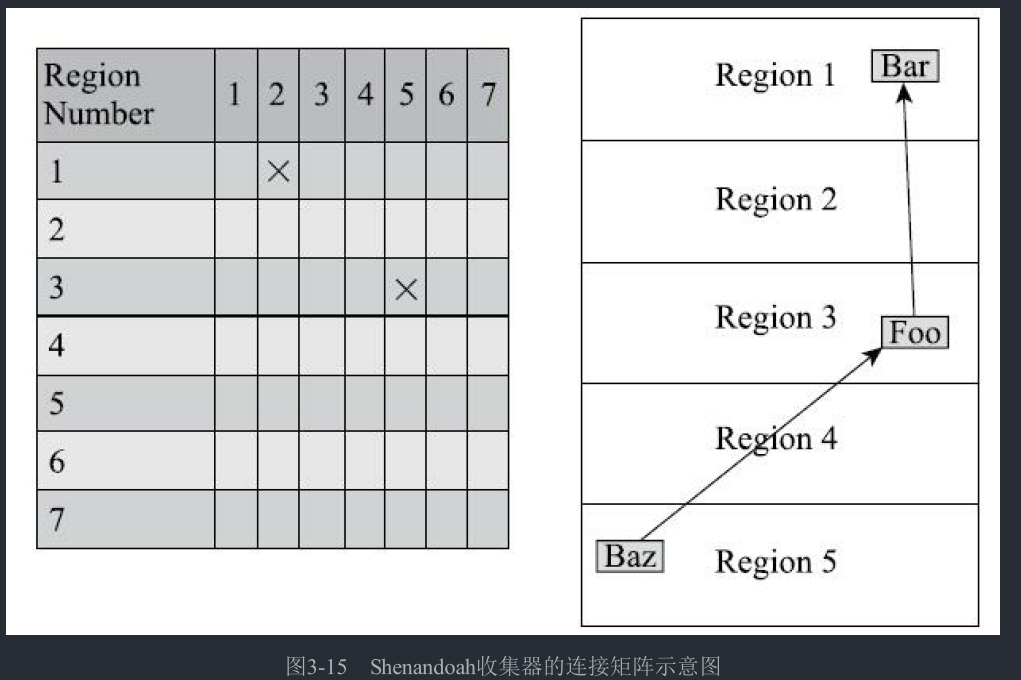 Region
Number 1 2 3 4 5 6 7
1 ×
2
3 ×
4
5
6
7
Region 1 Bar
Region 2
Region 3 Foo
Region 4
Baz Region 5
图3-15 Shenandoah收集器的连接矩阵示意图